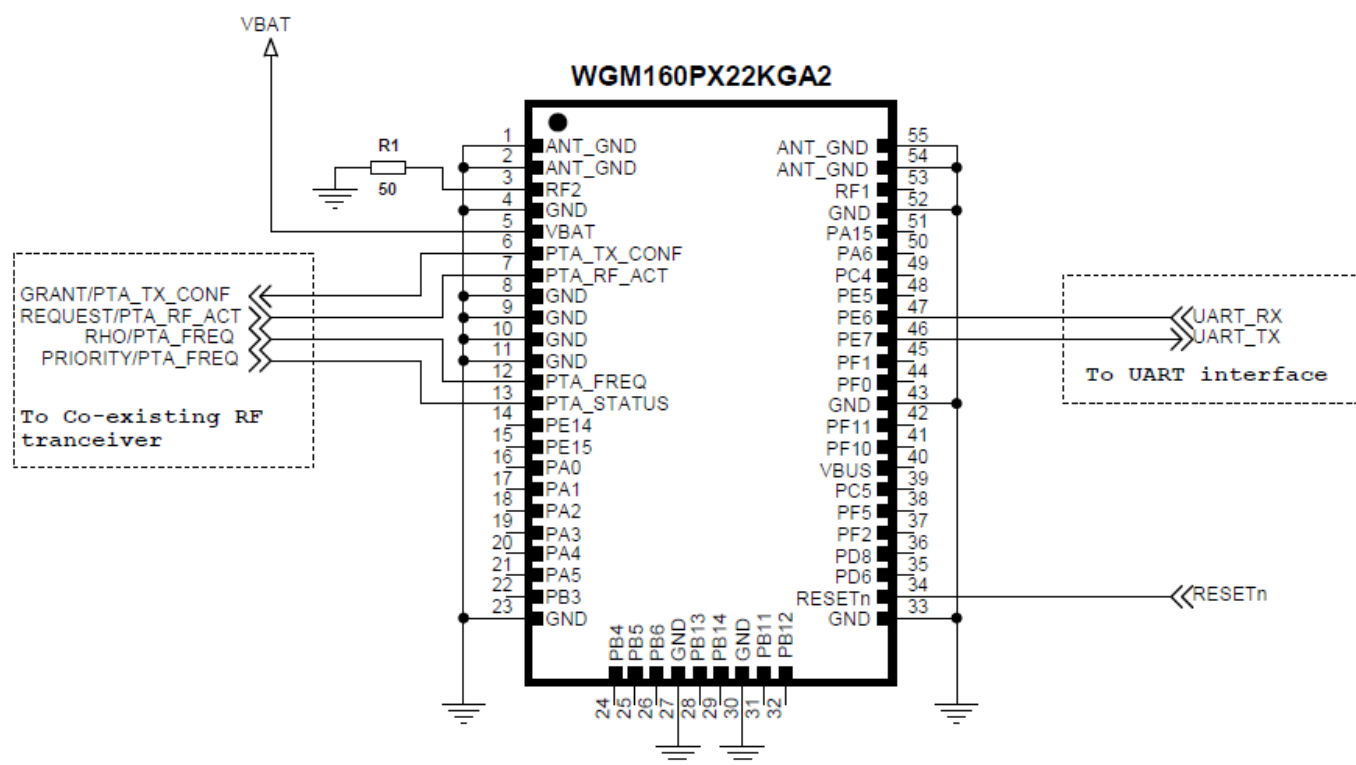 VBAT
WGM160PX22KGA2
R1
50
1
ANT_GND
2
ANT_GND
3
RF2
4
GND
5
VBAT
6
PTA_TX_CONF
7
PTA_RF_ACT
8
GND
9
GND
10
GND
11
GND
12
PTA_FREQ
13
PTA_STATUS
14
PE14
15
PE15
16
PA0
17
PA1
18
PA2
19
PA3
20
PA4
21
PA5
22
PB3
23
GND
GRANT/PTA_TX_CONF
REQUEST/PTA_RF_ACT
RHO/PTA_FREQ
PRIORITY/PTA_FREQ
To Co-existing RF
tranceiver
PB4
PB5
PB6
GND
PB13
PB14
GND
PB11
PB12
24
25
26
27
28
29
30
31
32
ANT_GND
55
ANT_GND
54
RF1
53
GND
52
PA15
51
PA6
50
PC4
49
PE5
48
PE6
47
PE7
46
PF1
45
PF0
44
GND
43
PF11
42
PF10
41
VBUS
40
PC5
39
PF5
38
PF2
37
PD8
36
PD6
35
RESETn
34
GND
33
UART_RX
UART_TX
To UART interface
RESETn